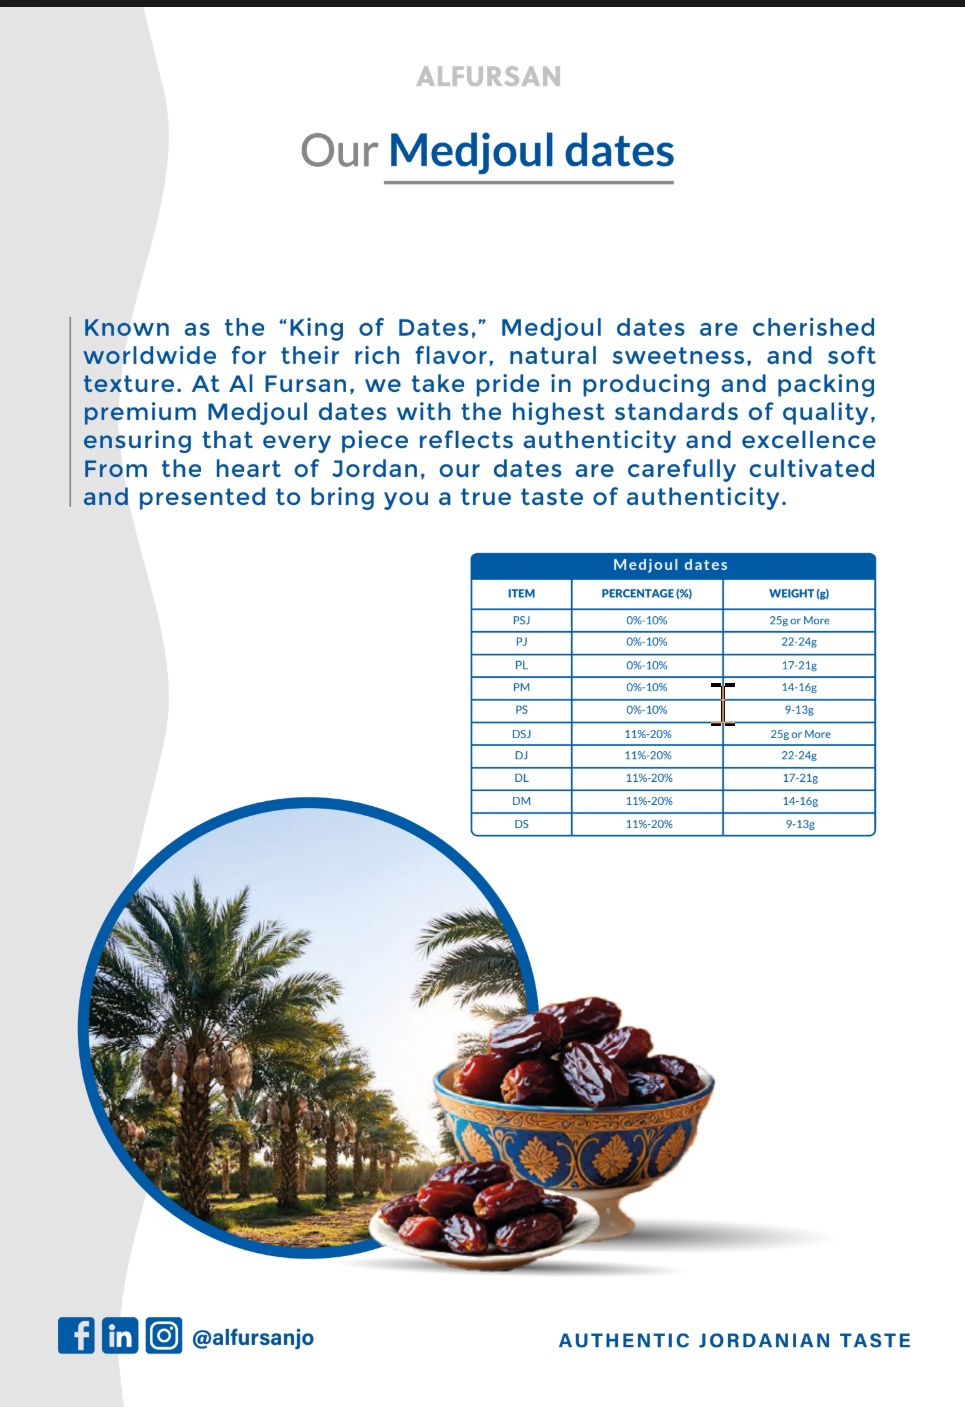 ALFURSAN
Our Medjoul dates
Known as the “King of Dates,” Medjoul dates are cherished
worldwide for their rich flavor, natural sweetness, and soft
texture. At Al Fursan, we take pride in producing and packing
premium Medjoul dates with the highest standards of quality,
ensuring that every piece reflects authenticity and excellence
From the heart of Jordan, our dates are carefully cultivated
and presented to bring you a true taste of authenticity.
Medjoul dates
ITEM PERCENTAGE (%) WEIGHT (g)
PSJ 0%-10% 25g or More
PJ 0%-10% 22-24g
PL 0%-10% 17-21g
PM 0%-10% 14-16g
PS 0%-10% 9-13g
DSJ 11%-20% 25g or More
DJ 11%-20% 22-24g
DL 11%-20% 17-21g
DM 11%-20% 14-16g
DS 11%-20% 9-13g
@alfursanjo
AUTHENTIC JORDANIAN TASTE